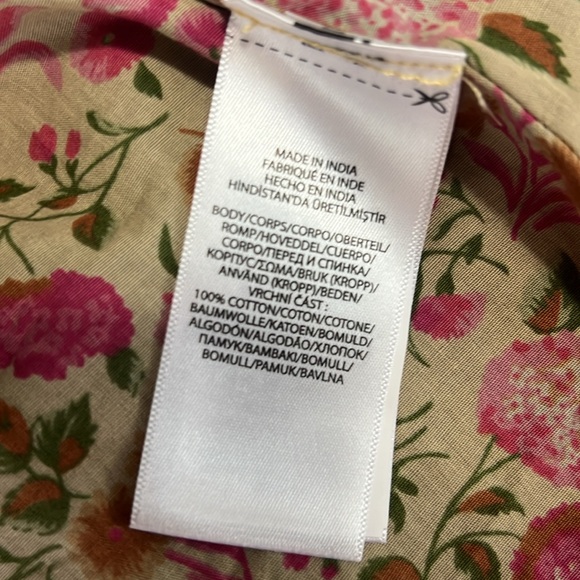 MADE IN INDIA
FABRIQUÉ EN INDE
HECHO EN INDIA
HİNDİSTAN'DA ÜRETİLMİŞTİR
BODY/CORPS/CORPO/OBERTEIL/
ROMP/HOVEDDEL/CUERPO/
CORPO/ПЕРЕД И СПИНКА/
КОРПУС/ΣΩΜΑ/BRUK (KROPP)/
ANVÄND (KROPP)/BEDEN/
VRCHNÍ ČÁST :
100% COTTON/COTON/COTONE/
BAUMWOLLE/KATOEN/BOMULD/
ALGODÓN/ALGODÃO/ХЛОПОК/
ПАМУК/ΒΑΜΒΑΚΙ/BOMULL/
BOMULL/PAMUK/BAVLNA